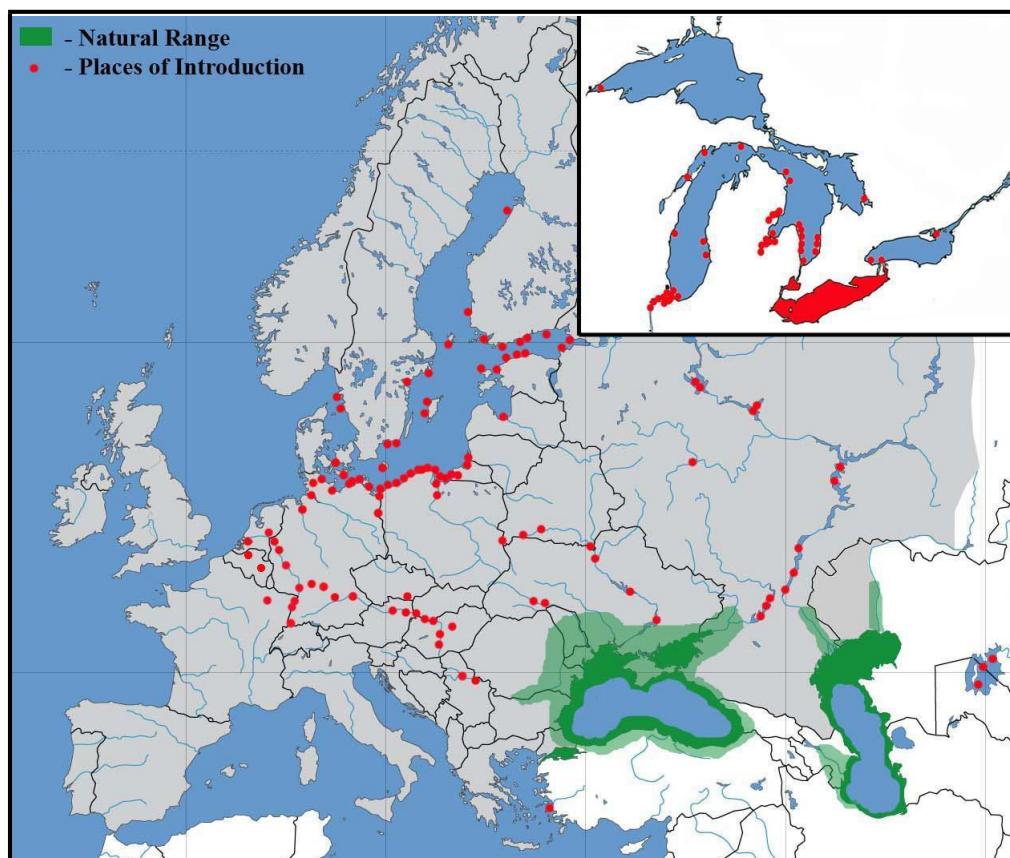 - Natural Range
- Places of Introduction